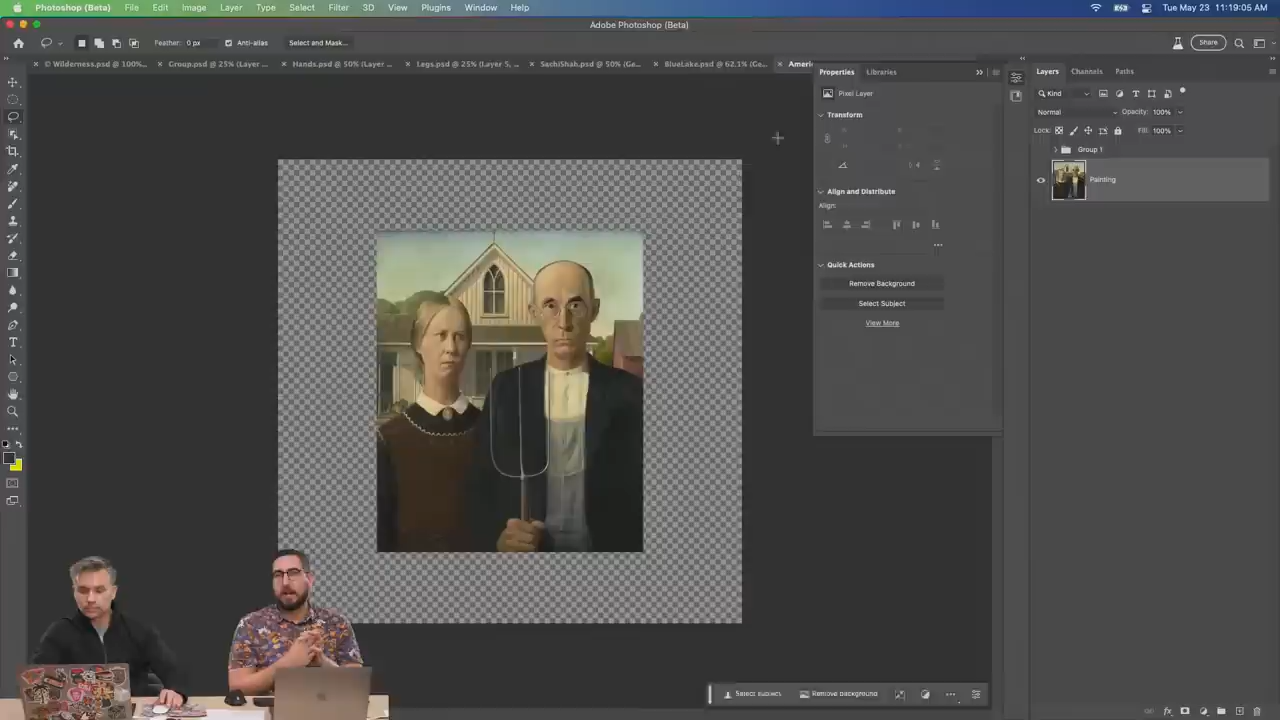 Photoshop (Beta) File Edit Image Layer Type Select Filter 3D View Plugins Window Help Tue May 23 11:19:05 AM
Adobe Photoshop (Beta)
Feather: 0 px Anti-alias Select and Mask... Share
© Wilderness.psd @ 100%... Group.psd @ 25% (Layer ... Hands.psd @ 50% (Layer ... Legs.psd @ 25% (Layer 5, ... SachiShah.psd @ 50% (Ge... BlueLake.psd @ 62.1% (Ge... Ameri
Properties Libraries
Pixel Layer
Transform
Align and Distribute
Align:
Quick Actions
Remove Background
Select Subject
View More
Layers Channels Paths
Kind
Normal Opacity: 100%
Lock: Fill: 100%
Group 1
Painting
Select subject Remove background